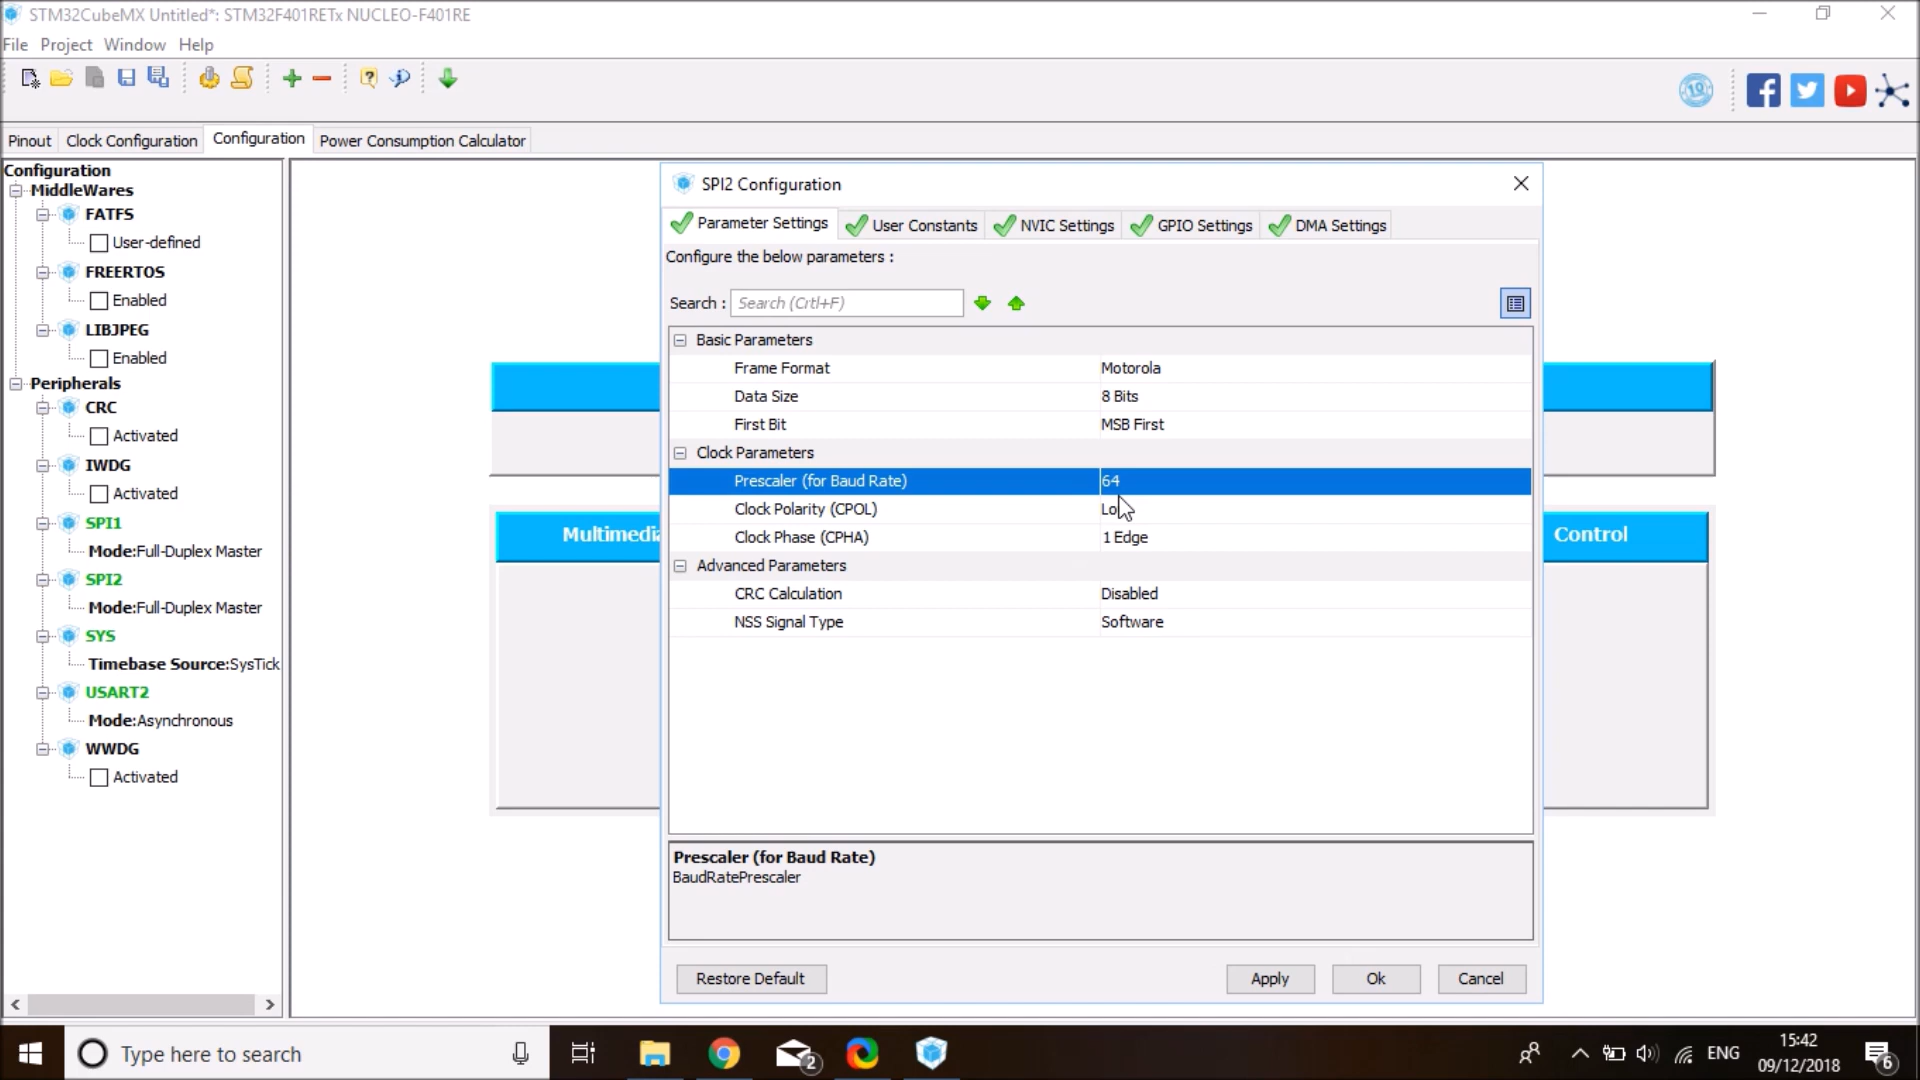 STM32CubeMX Untitled*: STM32F401RETx NUCLEO-F401RE
File Project Window Help
10
Pinout Clock Configuration Configuration Power Consumption Calculator
Configuration
MiddleWares
FATFS
User-defined
FREERTOS
Enabled
LIBJPEG
Enabled
Peripherals
CRC
Activated
IWDG
Activated
SPI1
Mode:Full-Duplex Master
SPI2
Mode:Full-Duplex Master
SYS
Timebase Source:SysTick
USART2
Mode:Asynchronous
WWDG
Activated
Multimedia
Control
SPI2 Configuration
Parameter Settings User Constants NVIC Settings GPIO Settings DMA Settings
Configure the below parameters :
Search : Search (Crtl+F)
Basic Parameters
Frame Format Motorola
Data Size 8 Bits
First Bit MSB First
Clock Parameters
Prescaler (for Baud Rate) 64
Clock Polarity (CPOL)
Clock Phase (CPHA) 1 Edge
Advanced Parameters
CRC Calculation Disabled
NSS Signal Type Software
Prescaler (for Baud Rate)
BaudRatePrescaler
Restore Default Apply Ok Cancel
Type here to search
2
ENG
15:42
09/12/2018
6